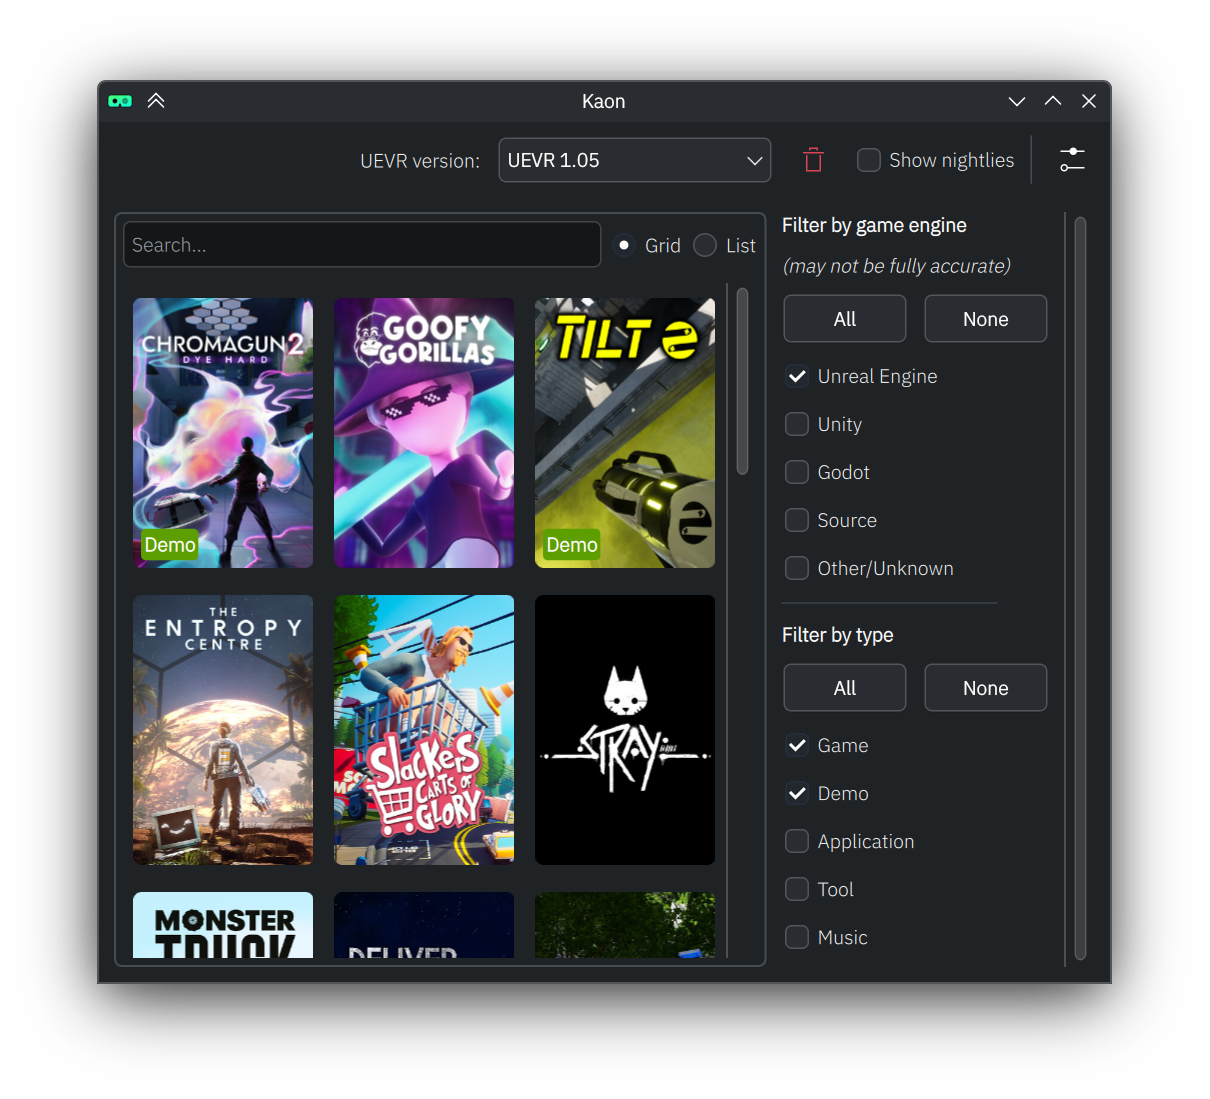 Kaon
UEVR version:
UEVR 1.05
Show nightlies
Search...
Grid
List
CHROMAGUN 2
DYE HARD
Demo
GOOFY
GORILLAS
TILT 2
Demo
THE
ENTROPY
CENTRE
Slackers
CARTS OF
GLORY
STRAY
MONSTER
TRUCK
DELIVER
Filter by game engine
(may not be fully accurate)
All
None
Unreal Engine
Unity
Godot
Source
Other/Unknown
Filter by type
All
None
Game
Demo
Application
Tool
Music